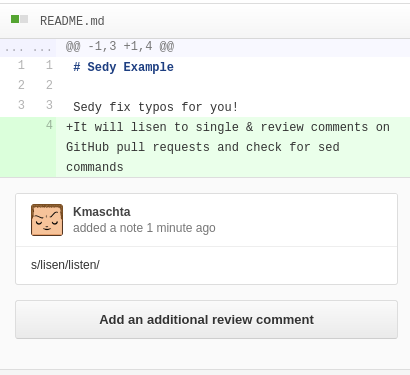 README.md
... ... @@ -1,3 +1,4 @@
1 1 # Sedy Example
2 2
3 3 Sedy fix typos for you!
4 +It will lisen to single & review comments on
GitHub pull requests and check for sed
commands
Kmaschta
added a note 1 minute ago
s/lisen/listen/
Add an additional review comment